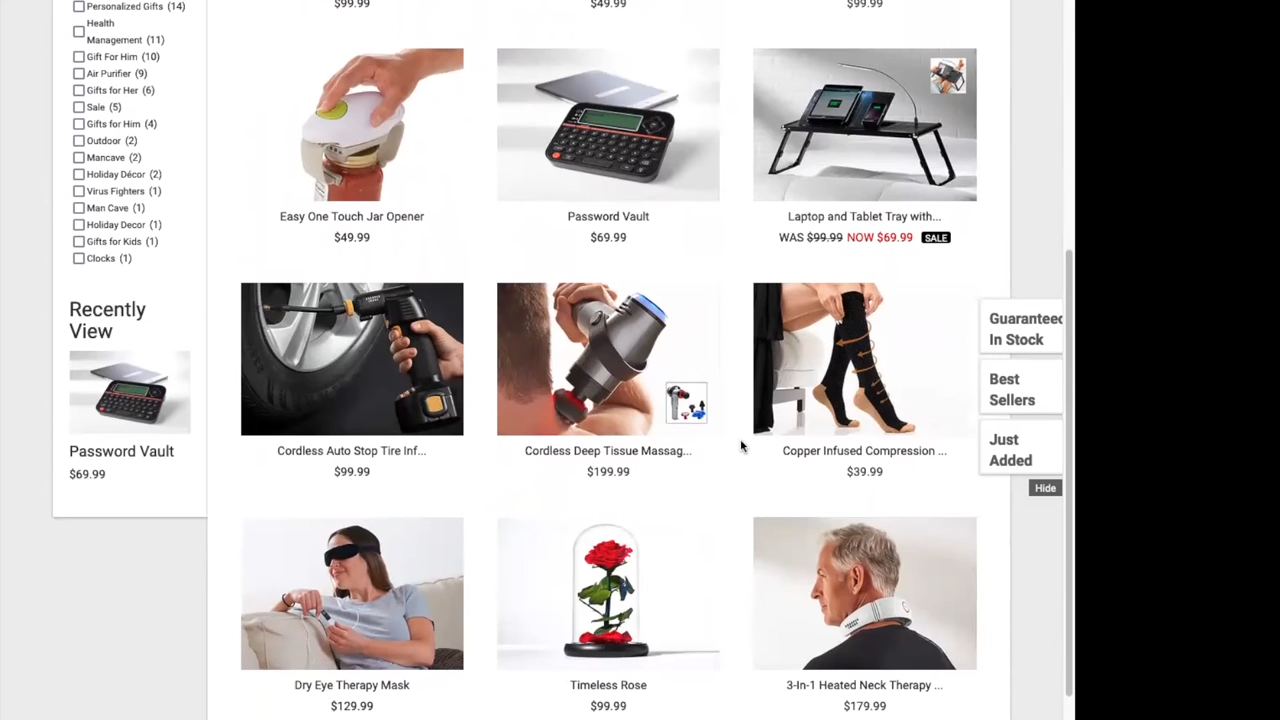 Personalized Gifts (14)
Health
Management (11)
Gift For Him (10)
Air Purifier (9)
Gifts for Her (6)
Sale (5)
Gifts for Him (4)
Outdoor (2)
Mancave (2)
Holiday Décor (2)
Virus Fighters (1)
Man Cave (1)
Holiday Decor (1)
Gifts for Kids (1)
Clocks (1)
Recently
View
Password Vault
$69.99
$99.99
$49.99
$99.99
Easy One Touch Jar Opener
$49.99
Password Vault
$69.99
Laptop and Tablet Tray with...
WAS $99.99 NOW $69.99 SALE
Cordless Auto Stop Tire Inf...
$99.99
Cordless Deep Tissue Massag...
$199.99
Copper Infused Compression ...
$39.99
Dry Eye Therapy Mask
$129.99
Timeless Rose
$99.99
3-In-1 Heated Neck Therapy ...
$179.99
Guaranteed
In Stock
Best
Sellers
Just
Added
Hide